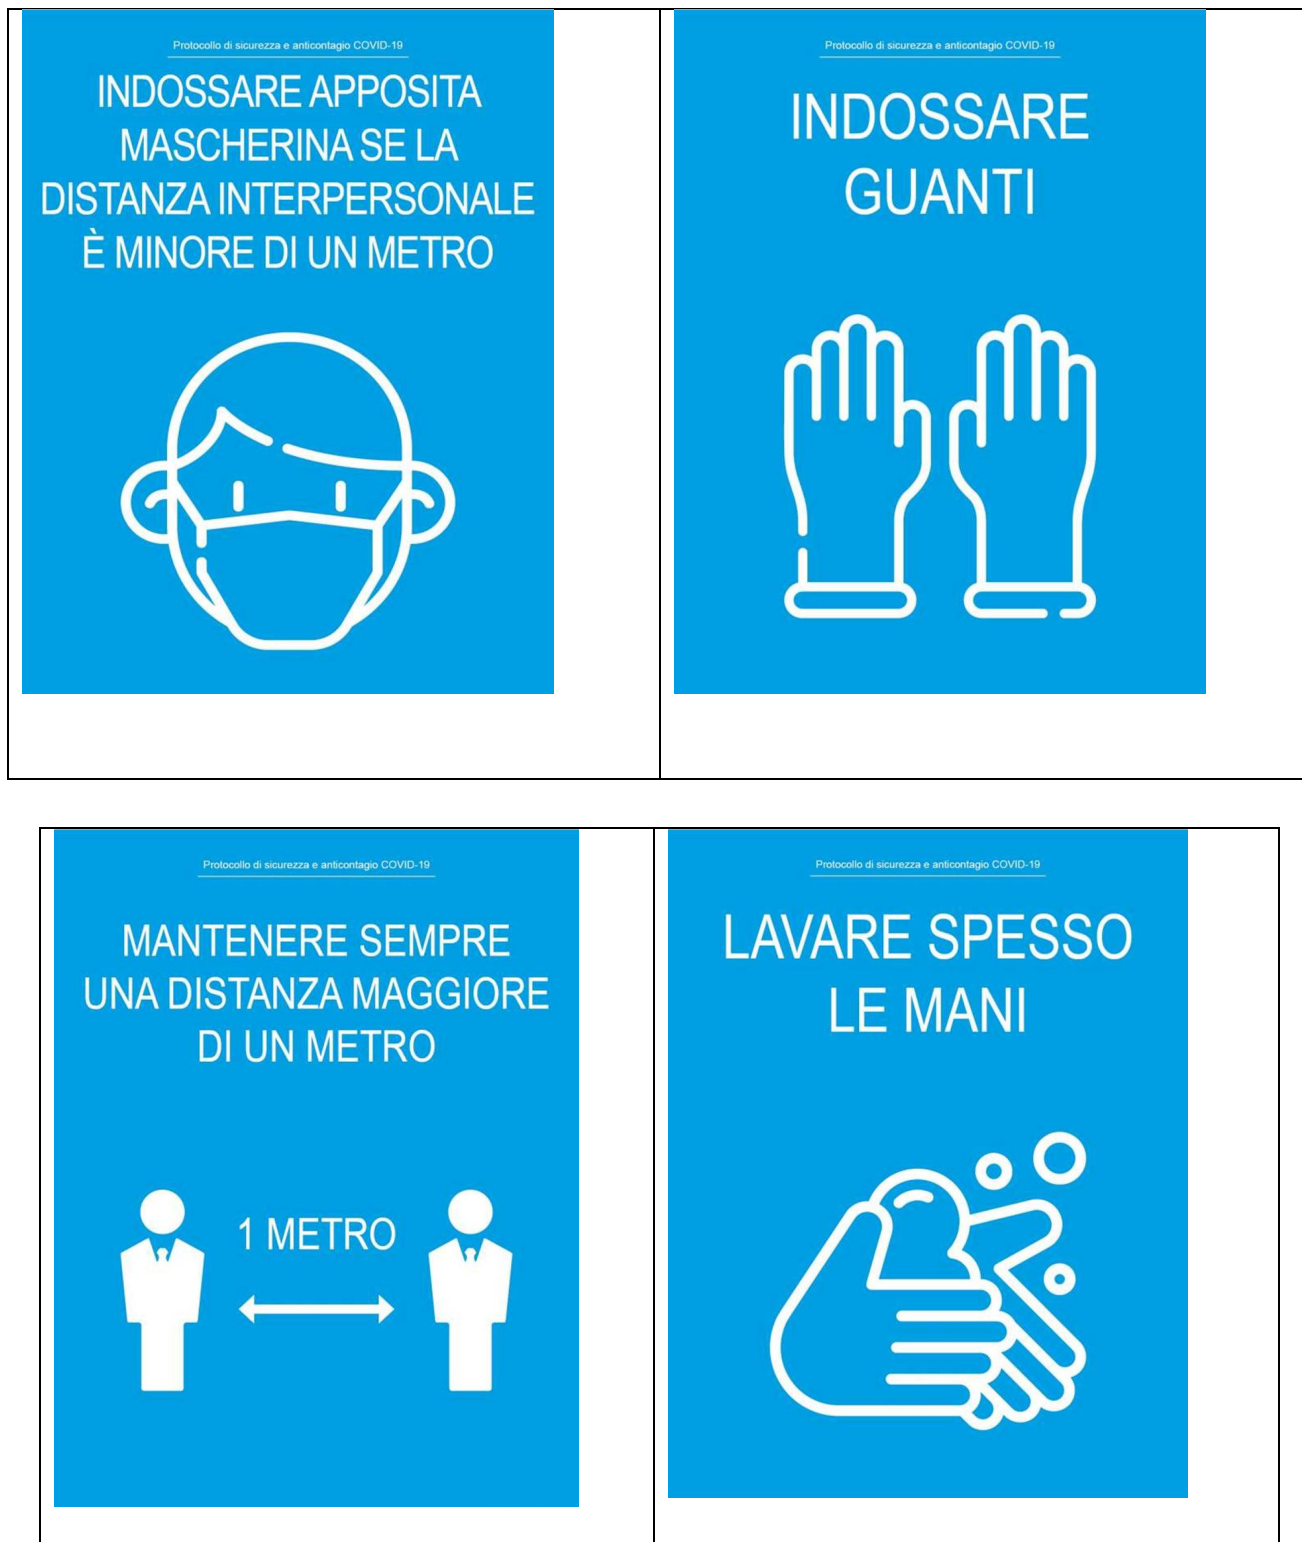 Protocollo di sicurezza e anticontagio COVID-19
INDOSSARE APPOSITA
MASCHERINA SE LA
DISTANZA INTERPERSONALE
È MINORE DI UN METRO
Protocollo di sicurezza e anticontagio COVID-19
INDOSSARE
GUANTI
Protocollo di sicurezza e anticontagio COVID-19
MANTENERE SEMPRE
UNA DISTANZA MAGGIORE
DI UN METRO
1 METRO
Protocollo di sicurezza e anticontagio COVID-19
LAVARE SPESSO
LE MANI